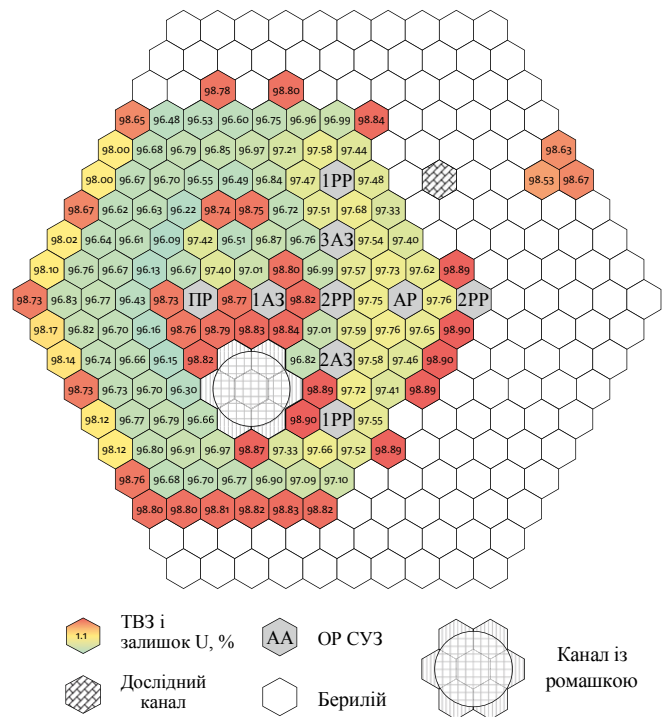 98.78 98.80
98.65 96.48 96.53 96.60 96.75 96.96 96.99 98.84
98.00 96.68 96.79 96.85 96.97 97.21 97.58 97.44 98.63
98.00 96.67 96.70 96.55 96.49 96.84 97.47 1РР 97.48 98.53 98.67
98.67 96.62 96.63 96.22 98.74 98.75 96.72 97.51 97.68 97.33
98.02 96.64 96.61 96.09 97.42 96.51 96.87 96.76 3АЗ 97.54 97.40
98.10 96.76 96.67 96.13 96.67 97.40 97.01 98.80 96.99 97.57 97.73 97.62 98.89
98.73 96.83 96.77 96.43 98.73 ПР 98.77 1АЗ 98.82 2РР 97.75 АР 97.76 2РР
98.17 96.82 96.70 96.16 98.76 98.79 98.83 98.84 97.01 97.59 97.76 97.65 98.90
98.14 96.74 96.66 96.15 98.82 96.82 2АЗ 97.58 97.46 98.90
98.73 96.73 96.70 96.30 98.89 97.72 97.41 98.89
98.12 96.77 96.79 96.66 98.90 1РР 97.55
98.12 96.80 96.91 96.97 98.87 97.33 97.66 97.52 98.89
98.76 96.68 96.70 96.77 96.90 97.09 97.10
98.80 98.80 98.81 98.82 98.83 98.82
1.1
ТВЗ і
залишок U, %
АА
ОР СУЗ
Дослідний
канал
Берилій
Канал із
ромашкою